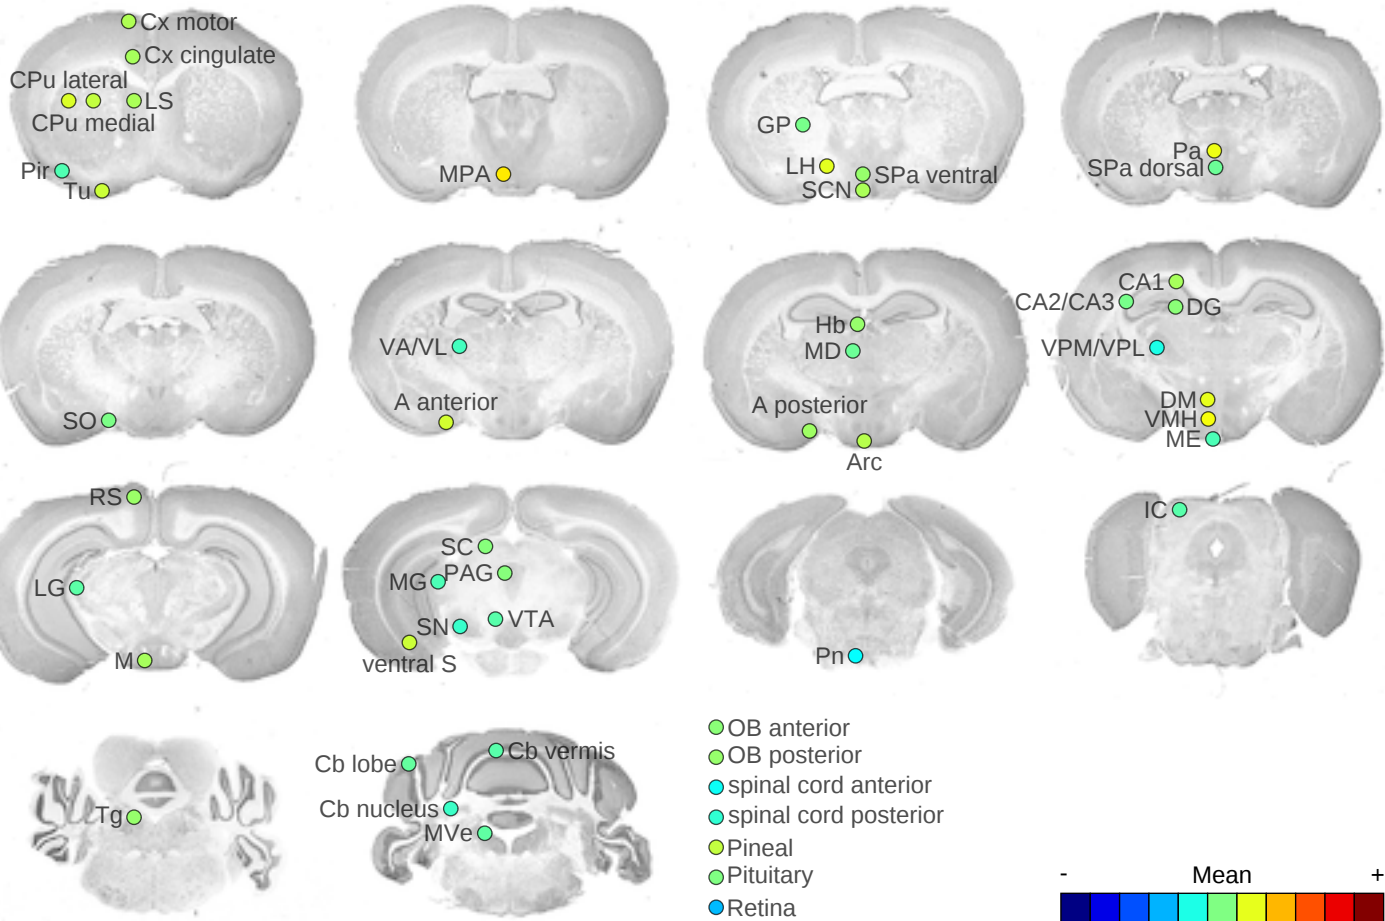 Cx motor
Cx cingulate
CPu lateral
LS
CPu medial
Pir
Tu
MPA
GP
LH
SPa ventral
SCN
Pa
SPa dorsal
SO
VA/VL
A anterior
Hb
MD
A posterior
Arc
CA1
CA2/CA3
DG
VPM/VPL
DM
VMH
ME
RS
LG
M
SC
PAG
MG
VTA
SN
ventral S
Pn
IC
Tg
Cb vermis
Cb lobe
Cb nucleus
MVe
OB anterior
OB posterior
spinal cord anterior
spinal cord posterior
Pineal
Pituitary
Retina
- Mean +